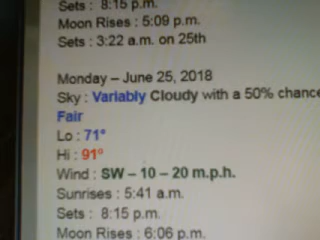 Sets : 8:15 p.m.
Moon Rises : 5:09 p.m.
Sets : 3:22 a.m. on 25th
Monday – June 25, 2018
Sky : Variably Cloudy with a 50% chance
Fair
Lo : 71°
Hi : 91°
Wind : SW – 10 – 20 m.p.h.
Sunrises : 5:41 a.m.
Sets : 8:15 p.m.
Moon Rises : 6:06 p.m.